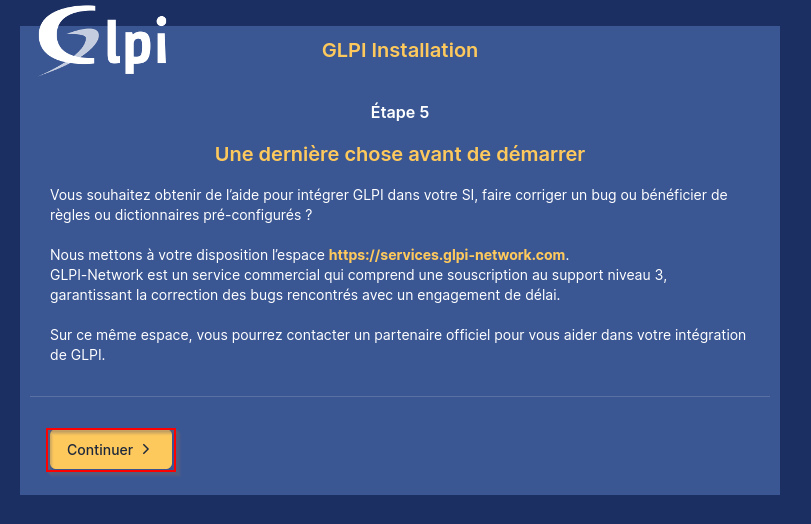 Glpi
GLPI Installation
Étape 5
Une dernière chose avant de démarrer
Vous souhaitez obtenir de l'aide pour intégrer GLPI dans votre SI, faire corriger un bug ou bénéficier de
règles ou dictionnaires pré-configurés ?
Nous mettons à votre disposition l'espace https://services.glpi-network.com.
GLPI-Network est un service commercial qui comprend une souscription au support niveau 3,
garantissant la correction des bugs rencontrés avec un engagement de délai.
Sur ce même espace, vous pourrez contacter un partenaire officiel pour vous aider dans votre intégration
de GLPI.
Continuer